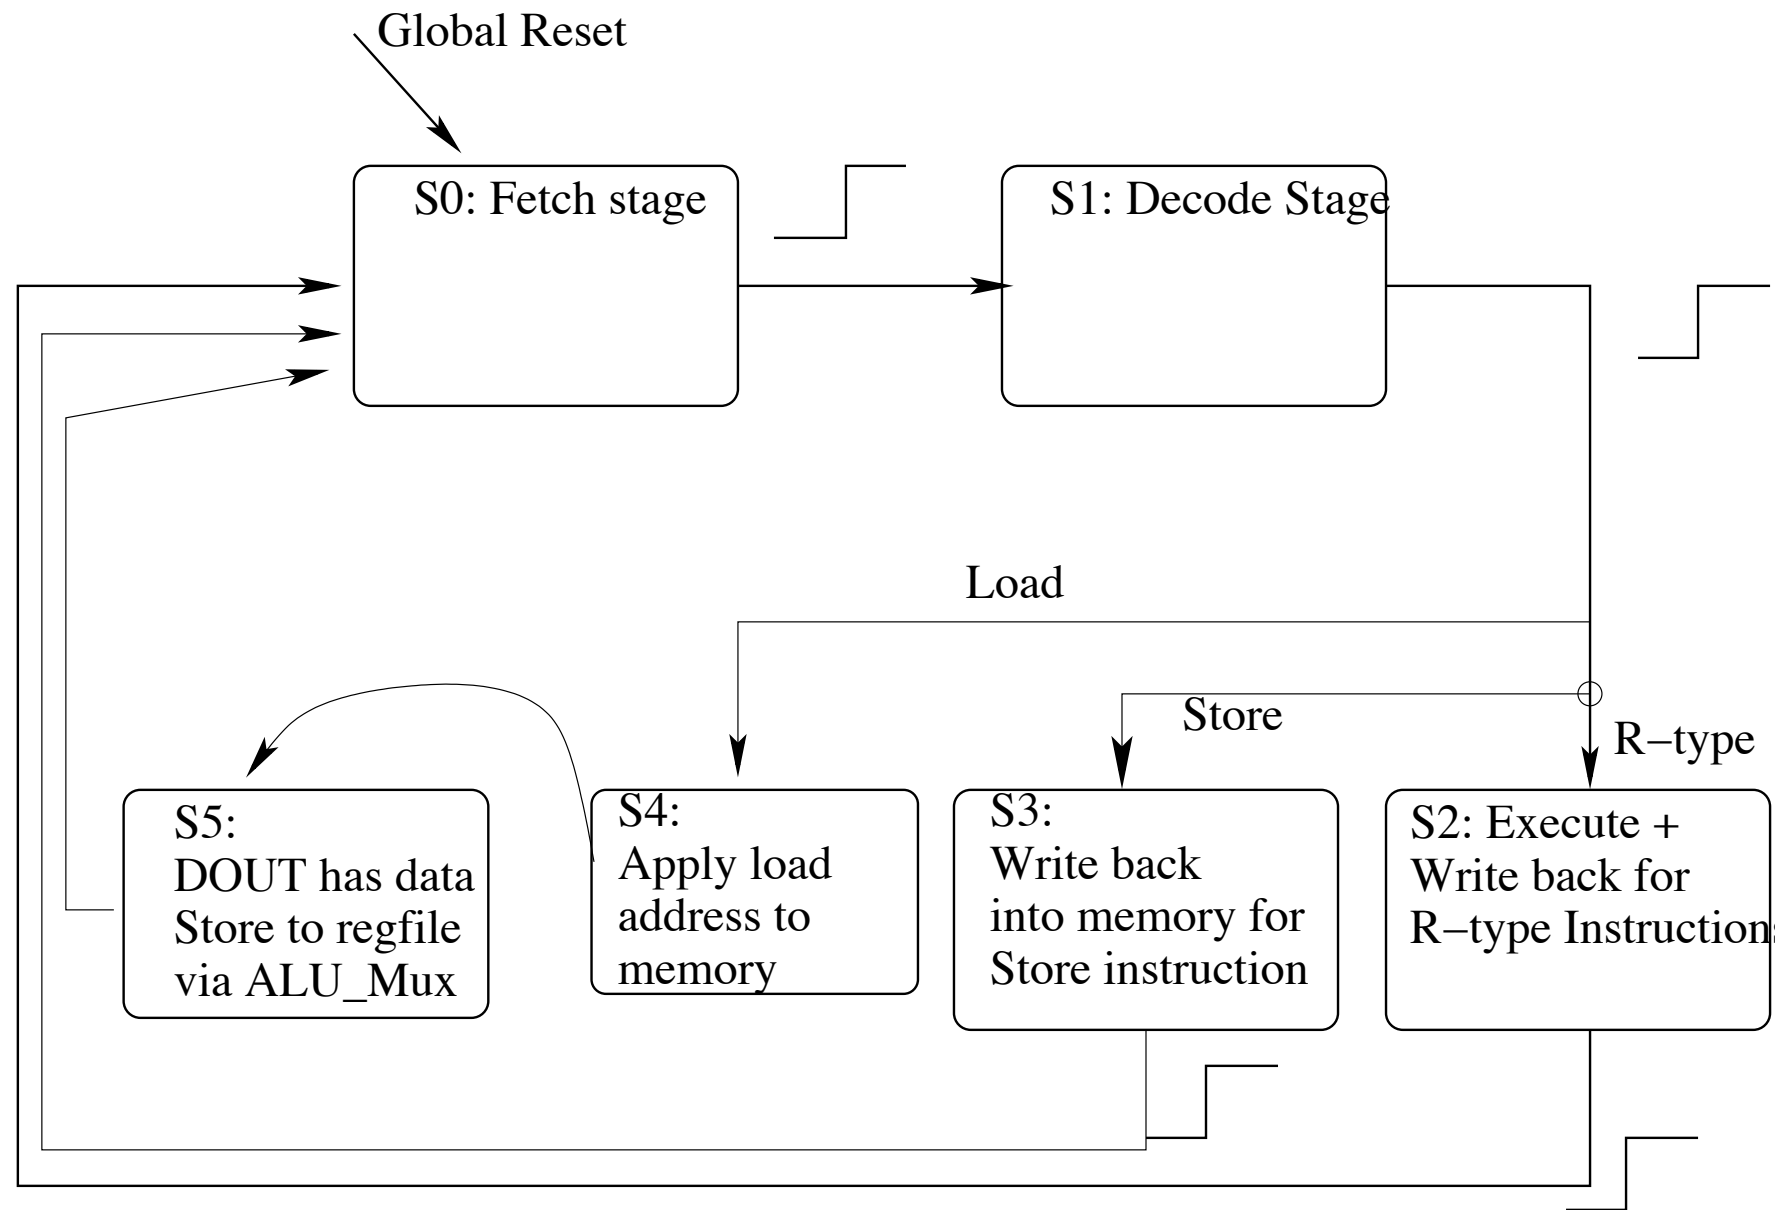 Global Reset
S0: Fetch stage
S1: Decode Stage
Load
Store
R−type
S5:
DOUT has data
Store to regfile
via ALU_Mux
S4:
Apply load
address to
memory
S3:
Write back
into memory for
Store instruction
S2: Execute +
Write back for
R−type Instructions